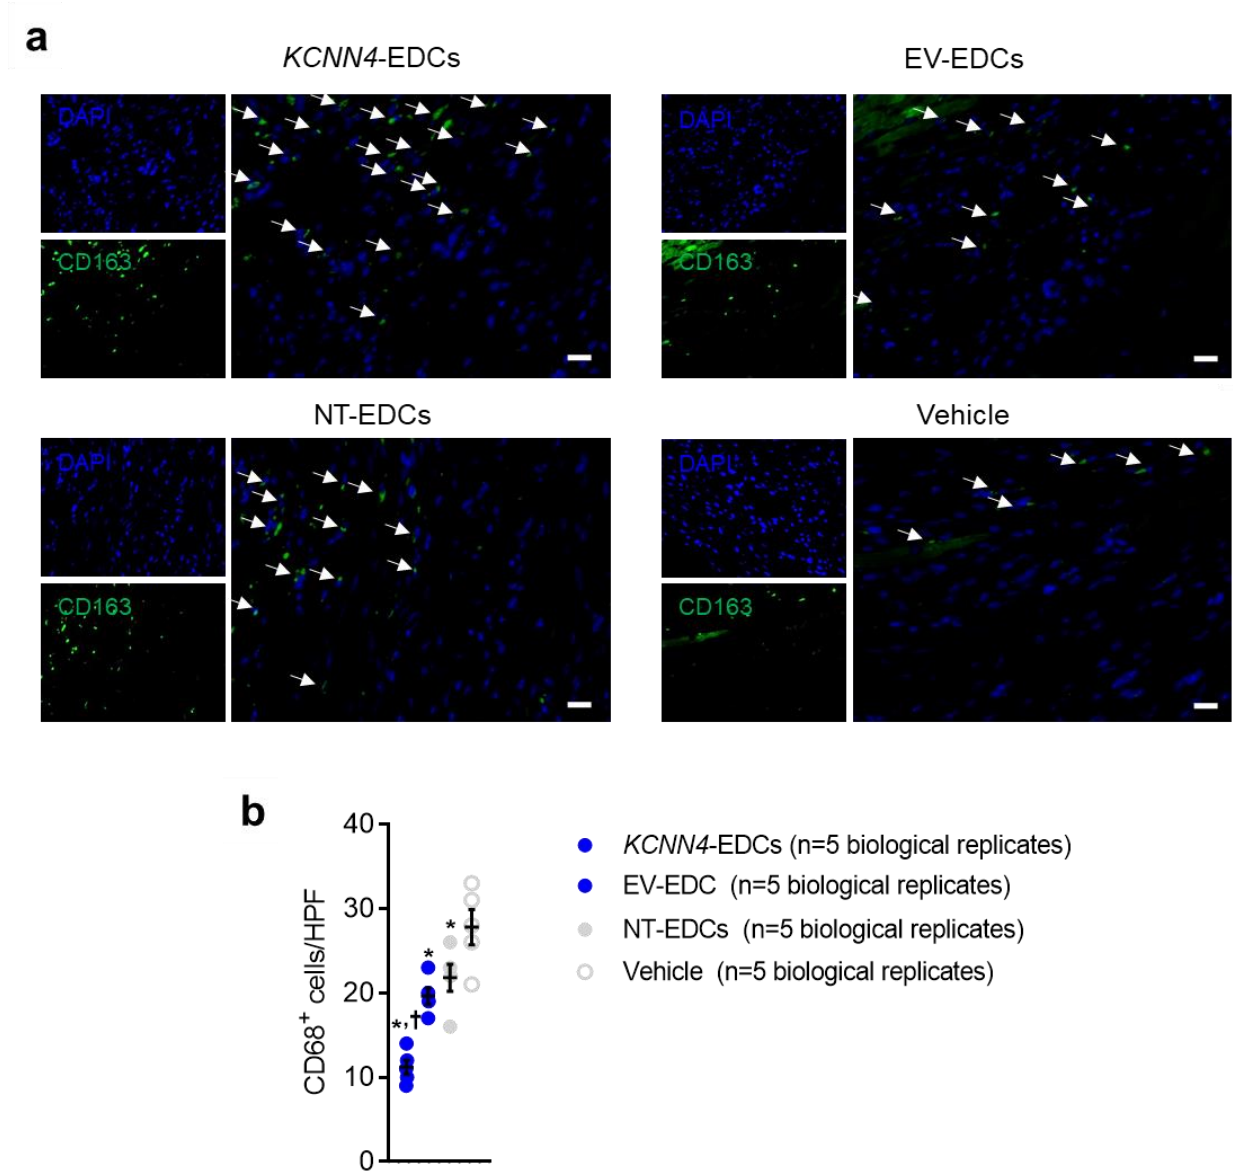 a
KCNN4-EDCs
EV-EDCs
DAPI
DAPI
CD163
CD163
NT-EDCs
Vehicle
DAPI
DAPI
CD163
CD163
b
CD68+ cells/HPF
40
30
20
10
0
*,†
*
*
KCNN4-EDCs (n=5 biological replicates)
EV-EDC (n=5 biological replicates)
NT-EDCs (n=5 biological replicates)
Vehicle (n=5 biological replicates)